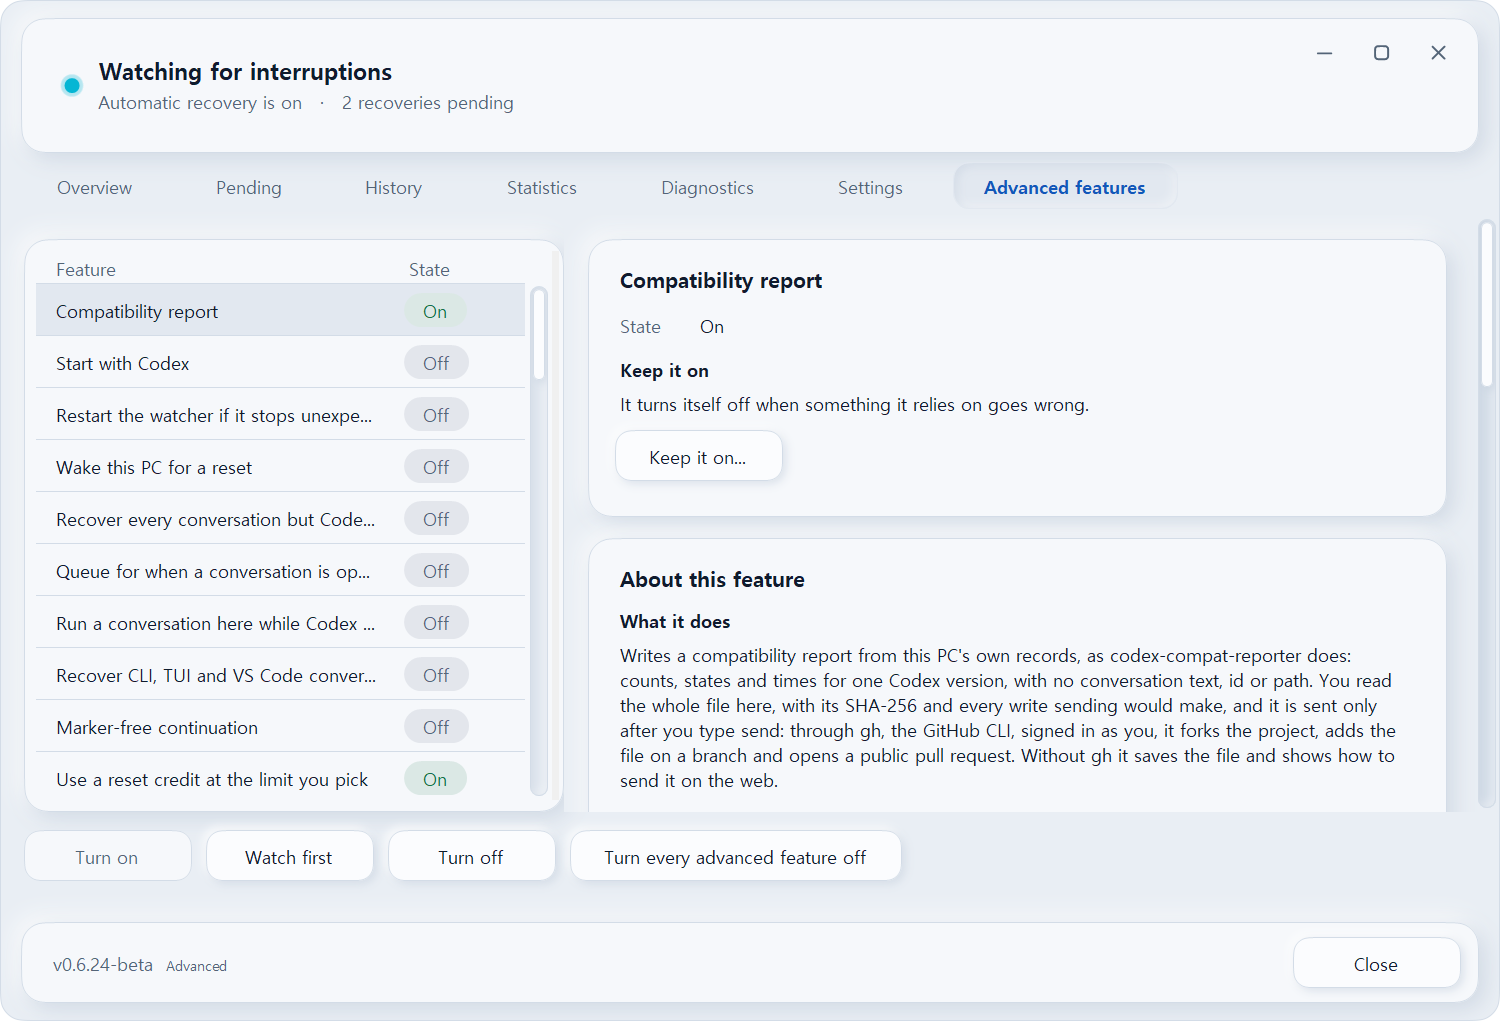 Watching for interruptions
Automatic recovery is on · 2 recoveries pending
Overview
Pending
History
Statistics
Diagnostics
Settings
Advanced features
Feature State
Compatibility report On
Start with Codex Off
Restart the watcher if it stops unexpe... Off
Wake this PC for a reset Off
Recover every conversation but Code... Off
Queue for when a conversation is op... Off
Run a conversation here while Codex ... Off
Recover CLI, TUI and VS Code conver... Off
Marker-free continuation Off
Use a reset credit at the limit you pick On
Compatibility report
State On
Keep it on
It turns itself off when something it relies on goes wrong.
Keep it on...
About this feature
What it does
Writes a compatibility report from this PC's own records, as codex-compat-reporter does:
counts, states and times for one Codex version, with no conversation text, id or path. You read
the whole file here, with its SHA-256 and every write sending would make, and it is sent only
after you type send: through gh, the GitHub CLI, signed in as you, it forks the project, adds the
file on a branch and opens a public pull request. Without gh it saves the file and shows how to
send it on the web.
Turn on
Watch first
Turn off
Turn every advanced feature off
v0.6.24-beta Advanced
Close